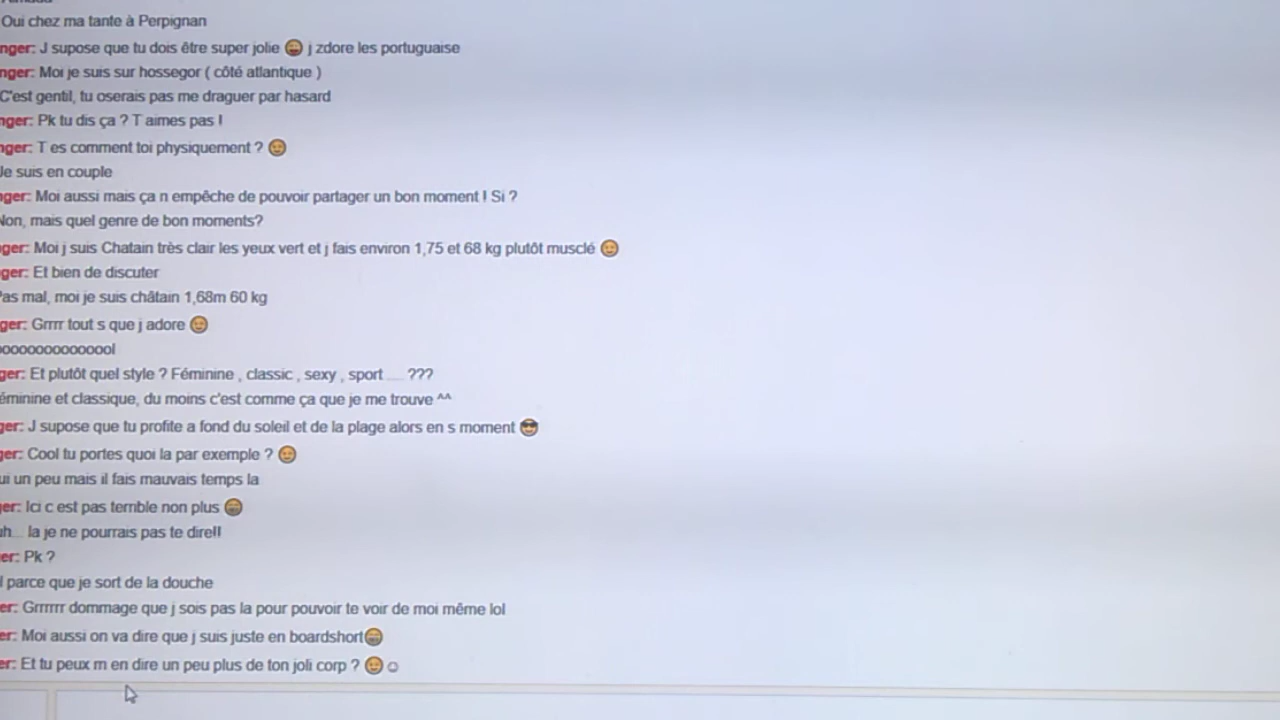 Oui chez ma tante à Perpignan
nger: J supose que tu dois être super jolie 😄 j zdore les portuguaise
nger: Moi je suis sur hossegor ( côté atlantique )
C'est gentil, tu oserais pas me draguer par hasard
nger: Pk tu dis ça ? T aimes pas !
nger: T es comment toi physiquement ? 😉
Je suis en couple
nger: Moi aussi mais ça n empêche de pouvoir partager un bon moment ! Si ?
Non, mais quel genre de bon moments?
ger: Moi j suis Chatain très clair les yeux vert et j fais environ 1,75 et 68 kg plutôt musclé 😉
ger: Et bien de discuter
Pas mal, moi je suis châtain 1,68m 60 kg
ger: Grrrr tout s que j adore 😉
oooooooooooooool
ger: Et plutôt quel style ? Féminine , classic , sexy , sport .... ???
éminine et classique, du moins c'est comme ça que je me trouve ^^
ger: J supose que tu profite a fond du soleil et de la plage alors en s moment 😎
ger: Cool tu portes quoi la par exemple ? 😉
ui un peu mais il fais mauvais temps la
er: Ici c est pas terrible non plus 😁
uh... la je ne pourrais pas te dire!!
er: Pk ?
l parce que je sort de la douche
er: Grrrrrr dommage que j sois pas la pour pouvoir te voir de moi même lol
er: Moi aussi on va dire que j suis juste en boardshort😁
er: Et tu peux m en dire un peu plus de ton joli corp ? 😉☺